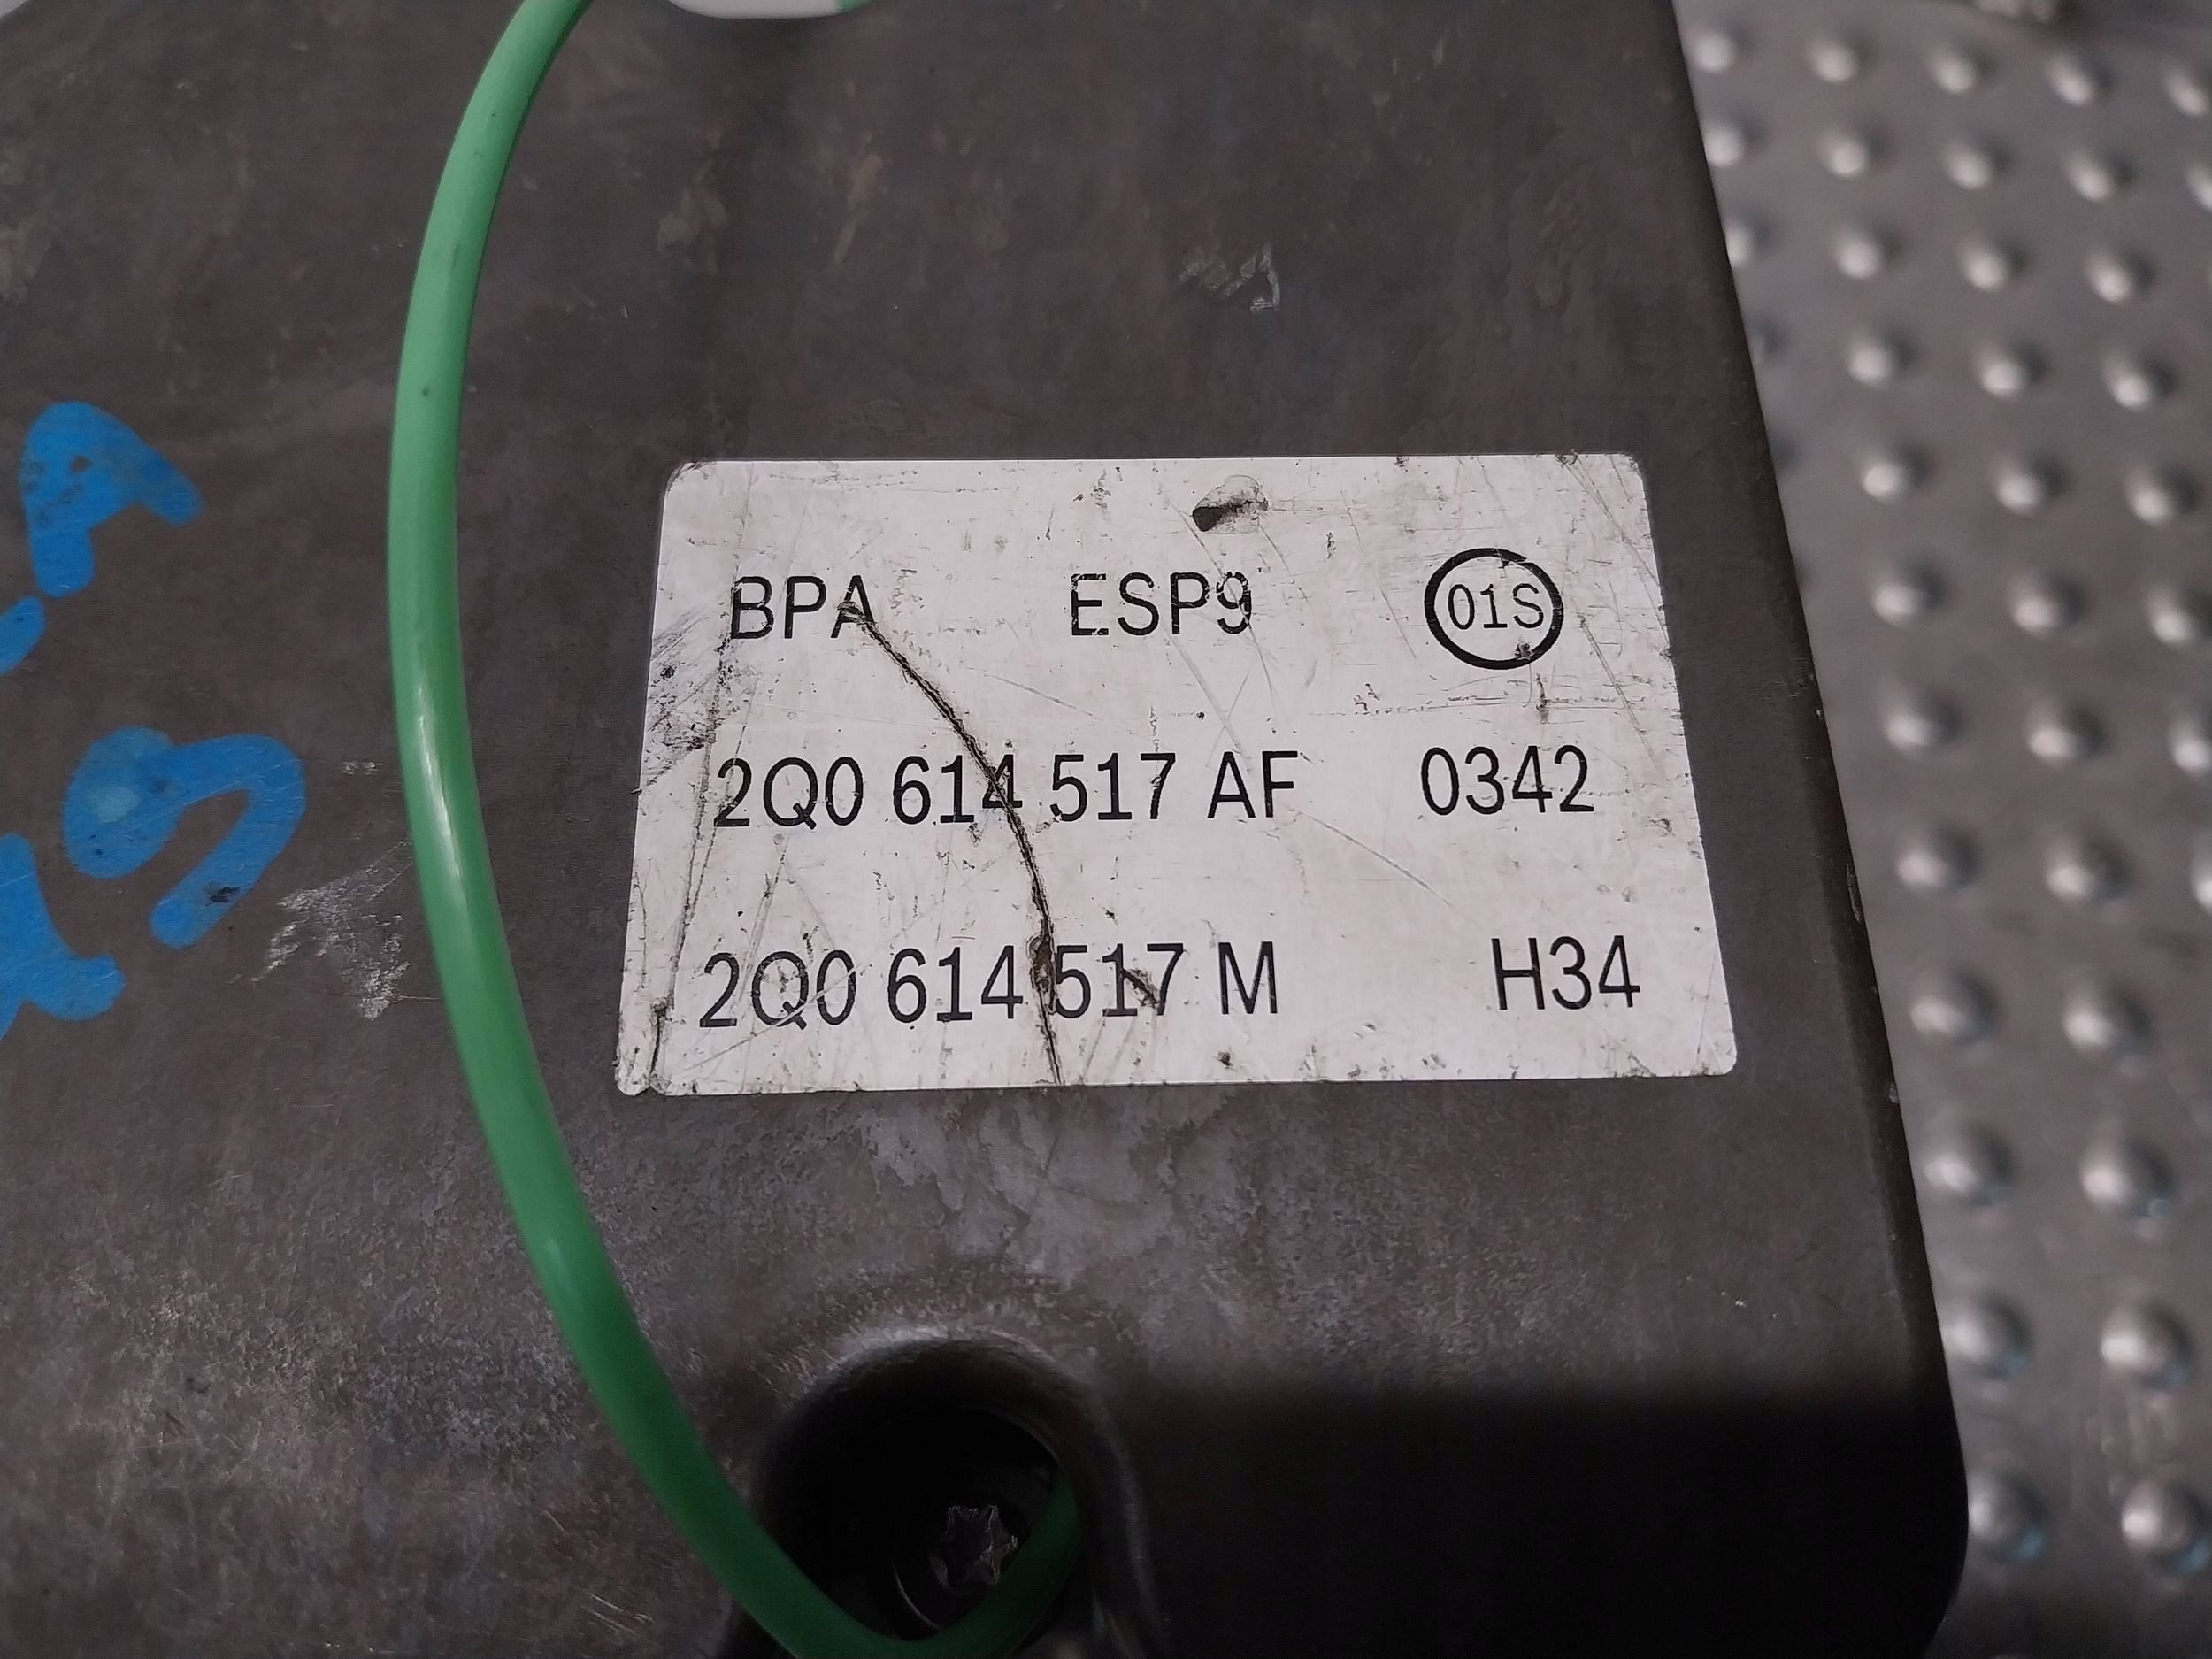 BPA ESP9 01S
2Q0 614 517 AF 0342
2Q0 614 517 M H34